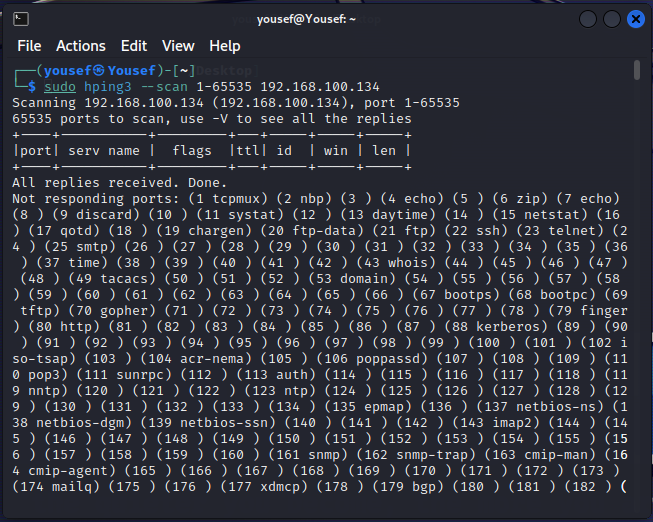 yousef@Yousef: ~
File Actions Edit View Help
┌──(yousef㉿Yousef)-[~]
└─$ sudo hping3 --scan 1-65535 192.168.100.134
Scanning 192.168.100.134 (192.168.100.134), port 1-65535
65535 ports to scan, use -V to see all the replies
+----+-----------+---------+---+-----+-----+-----+
|port| serv name |  flags  |ttl| id  | win | len |
+----+-----------+---------+---+-----+-----+-----+
All replies received. Done.
Not responding ports: (1 tcpmux) (2 nbp) (3 ) (4 echo) (5 ) (6 zip) (7 echo)
(8 ) (9 discard) (10 ) (11 systat) (12 ) (13 daytime) (14 ) (15 netstat) (16
) (17 qotd) (18 ) (19 chargen) (20 ftp-data) (21 ftp) (22 ssh) (23 telnet) (2
4 ) (25 smtp) (26 ) (27 ) (28 ) (29 ) (30 ) (31 ) (32 ) (33 ) (34 ) (35 ) (36
) (37 time) (38 ) (39 ) (40 ) (41 ) (42 ) (43 whois) (44 ) (45 ) (46 ) (47 )
(48 ) (49 tacacs) (50 ) (51 ) (52 ) (53 domain) (54 ) (55 ) (56 ) (57 ) (58
) (59 ) (60 ) (61 ) (62 ) (63 ) (64 ) (65 ) (66 ) (67 bootps) (68 bootpc) (69
tftp) (70 gopher) (71 ) (72 ) (73 ) (74 ) (75 ) (76 ) (77 ) (78 ) (79 finger
) (80 http) (81 ) (82 ) (83 ) (84 ) (85 ) (86 ) (87 ) (88 kerberos) (89 ) (90
) (91 ) (92 ) (93 ) (94 ) (95 ) (96 ) (97 ) (98 ) (99 ) (100 ) (101 ) (102 i
so-tsap) (103 ) (104 acr-nema) (105 ) (106 poppassd) (107 ) (108 ) (109 ) (11
0 pop3) (111 sunrpc) (112 ) (113 auth) (114 ) (115 ) (116 ) (117 ) (118 ) (11
9 nntp) (120 ) (121 ) (122 ) (123 ntp) (124 ) (125 ) (126 ) (127 ) (128 ) (12
9 ) (130 ) (131 ) (132 ) (133 ) (134 ) (135 epmap) (136 ) (137 netbios-ns) (1
38 netbios-dgm) (139 netbios-ssn) (140 ) (141 ) (142 ) (143 imap2) (144 ) (14
5 ) (146 ) (147 ) (148 ) (149 ) (150 ) (151 ) (152 ) (153 ) (154 ) (155 ) (15
6 ) (157 ) (158 ) (159 ) (160 ) (161 snmp) (162 snmp-trap) (163 cmip-man) (16
4 cmip-agent) (165 ) (166 ) (167 ) (168 ) (169 ) (170 ) (171 ) (172 ) (173 )
(174 mailq) (175 ) (176 ) (177 xdmcp) (178 ) (179 bgp) (180 ) (181 ) (182 ) (